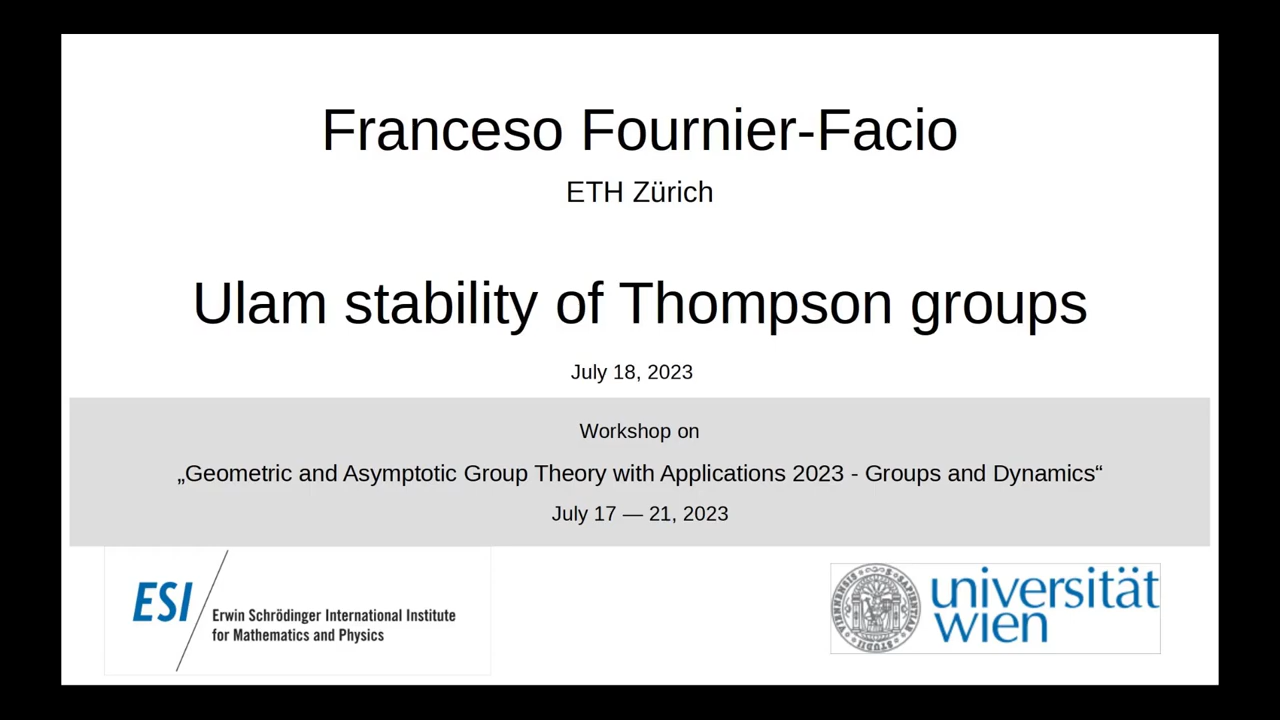 Franceso Fournier-Facio
ETH Zürich
Ulam stability of Thompson groups
July 18, 2023
Workshop on
„Geometric and Asymptotic Group Theory with Applications 2023 - Groups and Dynamics“
July 17 — 21, 2023
ESI
Erwin Schrödinger International Institute
for Mathematics and Physics
universität
wien